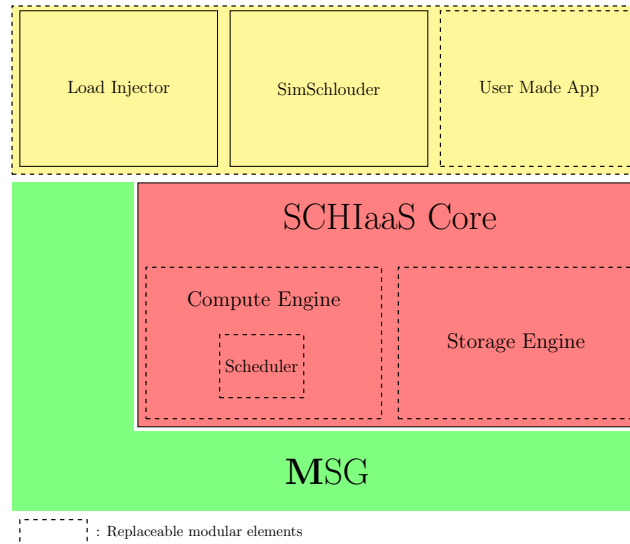 Load Injector
SimSchlouder
User Made App
SCHIaaS Core
Compute Engine
Scheduler
Storage Engine
MSG
: Replaceable modular elements